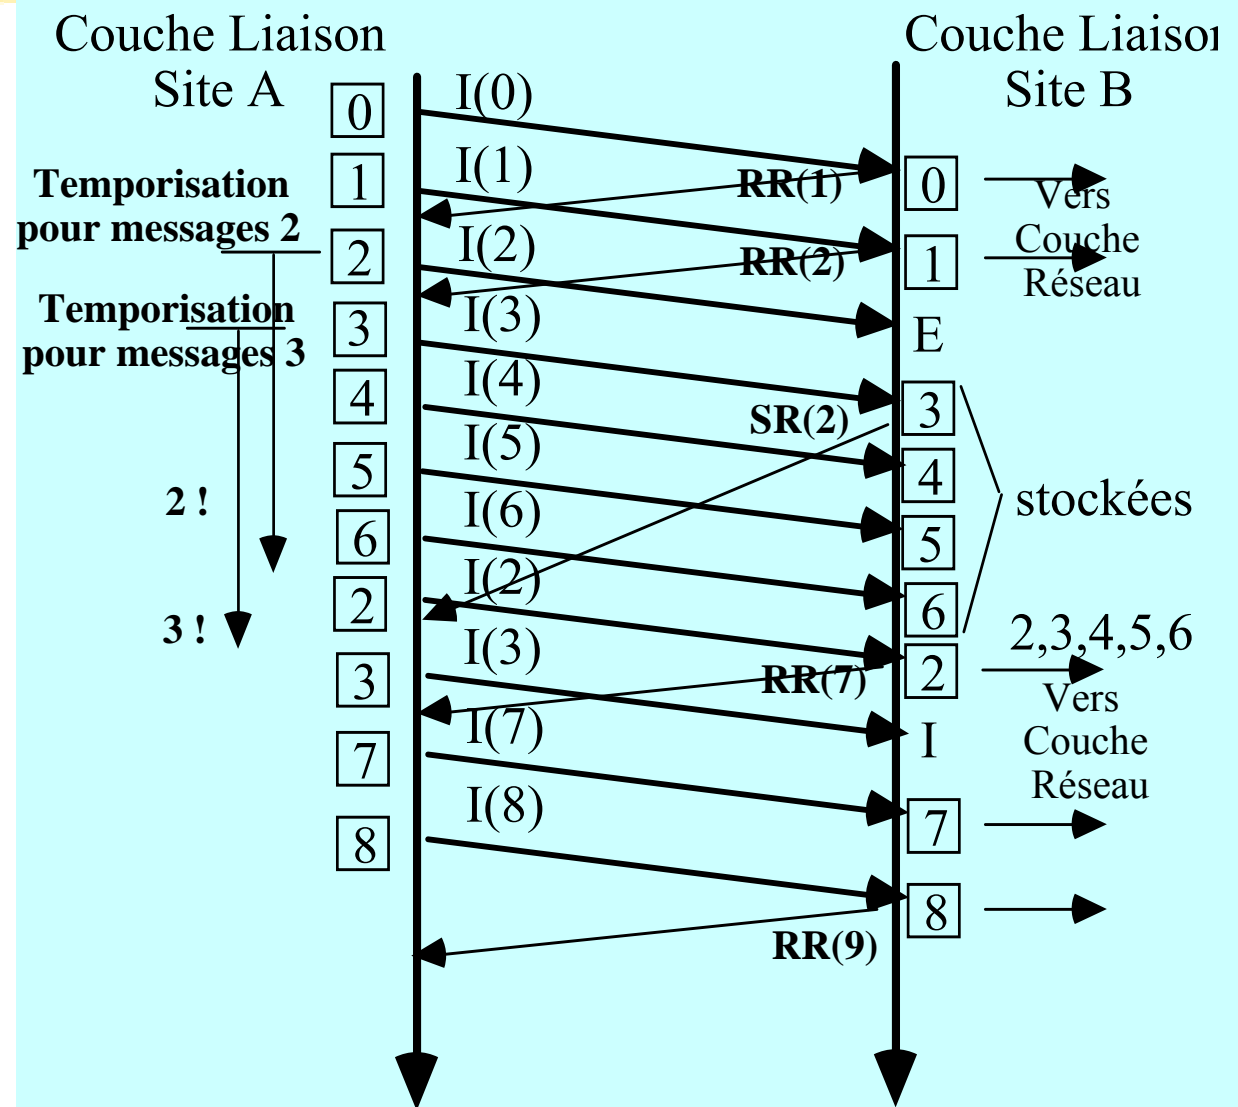 Couche Liaison
Site A
Couche Liaison
Site B
0
I(0)
1
I(1)
RR(1)
0
Vers
Couche
Réseau
Temporisation
pour messages 2
2
I(2)
RR(2)
1
Temporisation
pour messages 3
3
I(3)
E
4
I(4)
SR(2)
3
5
I(5)
4
stockées
2 !
6
I(6)
5
2
I(2)
6
2,3,4,5,6
3 !
3
I(3)
RR(7)
2
Vers
Couche
Réseau
7
I(7)
I
8
I(8)
7
RR(9)
8